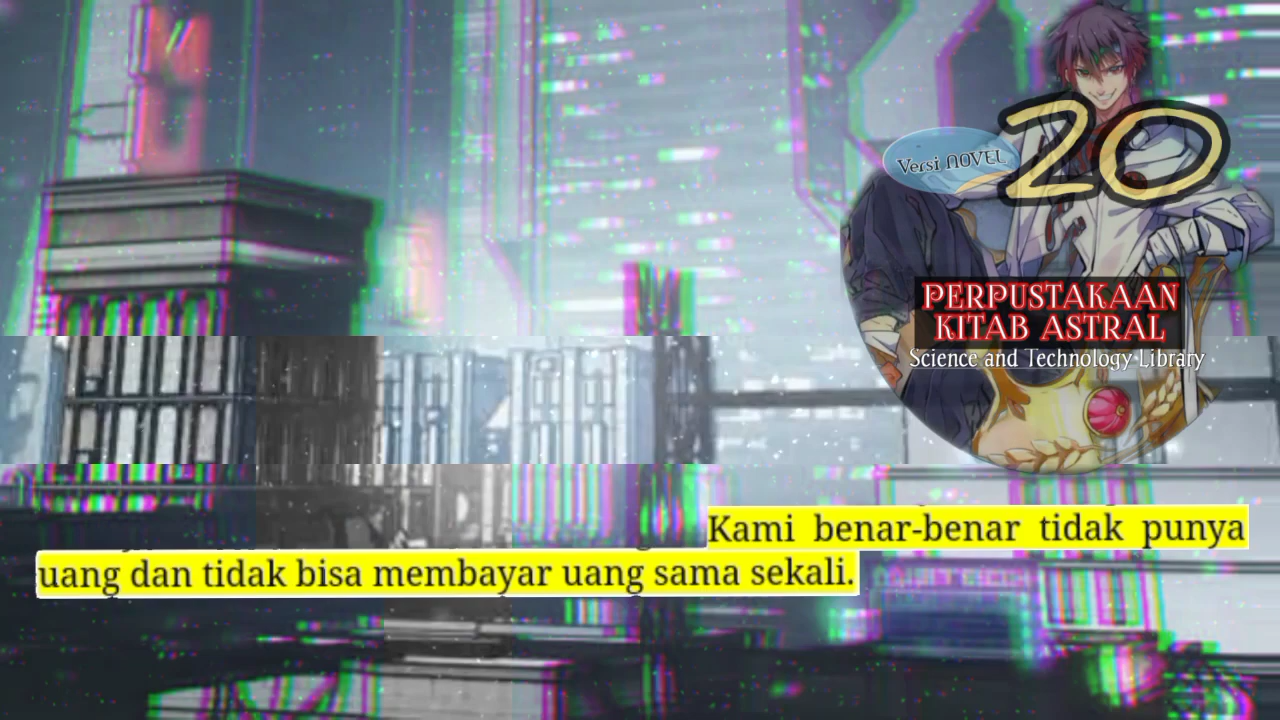 Versi NOVEL
20
PERPUSTAKAAN
KITAB ASTRAL
Science and Technology Library
Kami benar-benar tidak punya
uang dan tidak bisa membayar uang sama sekali.